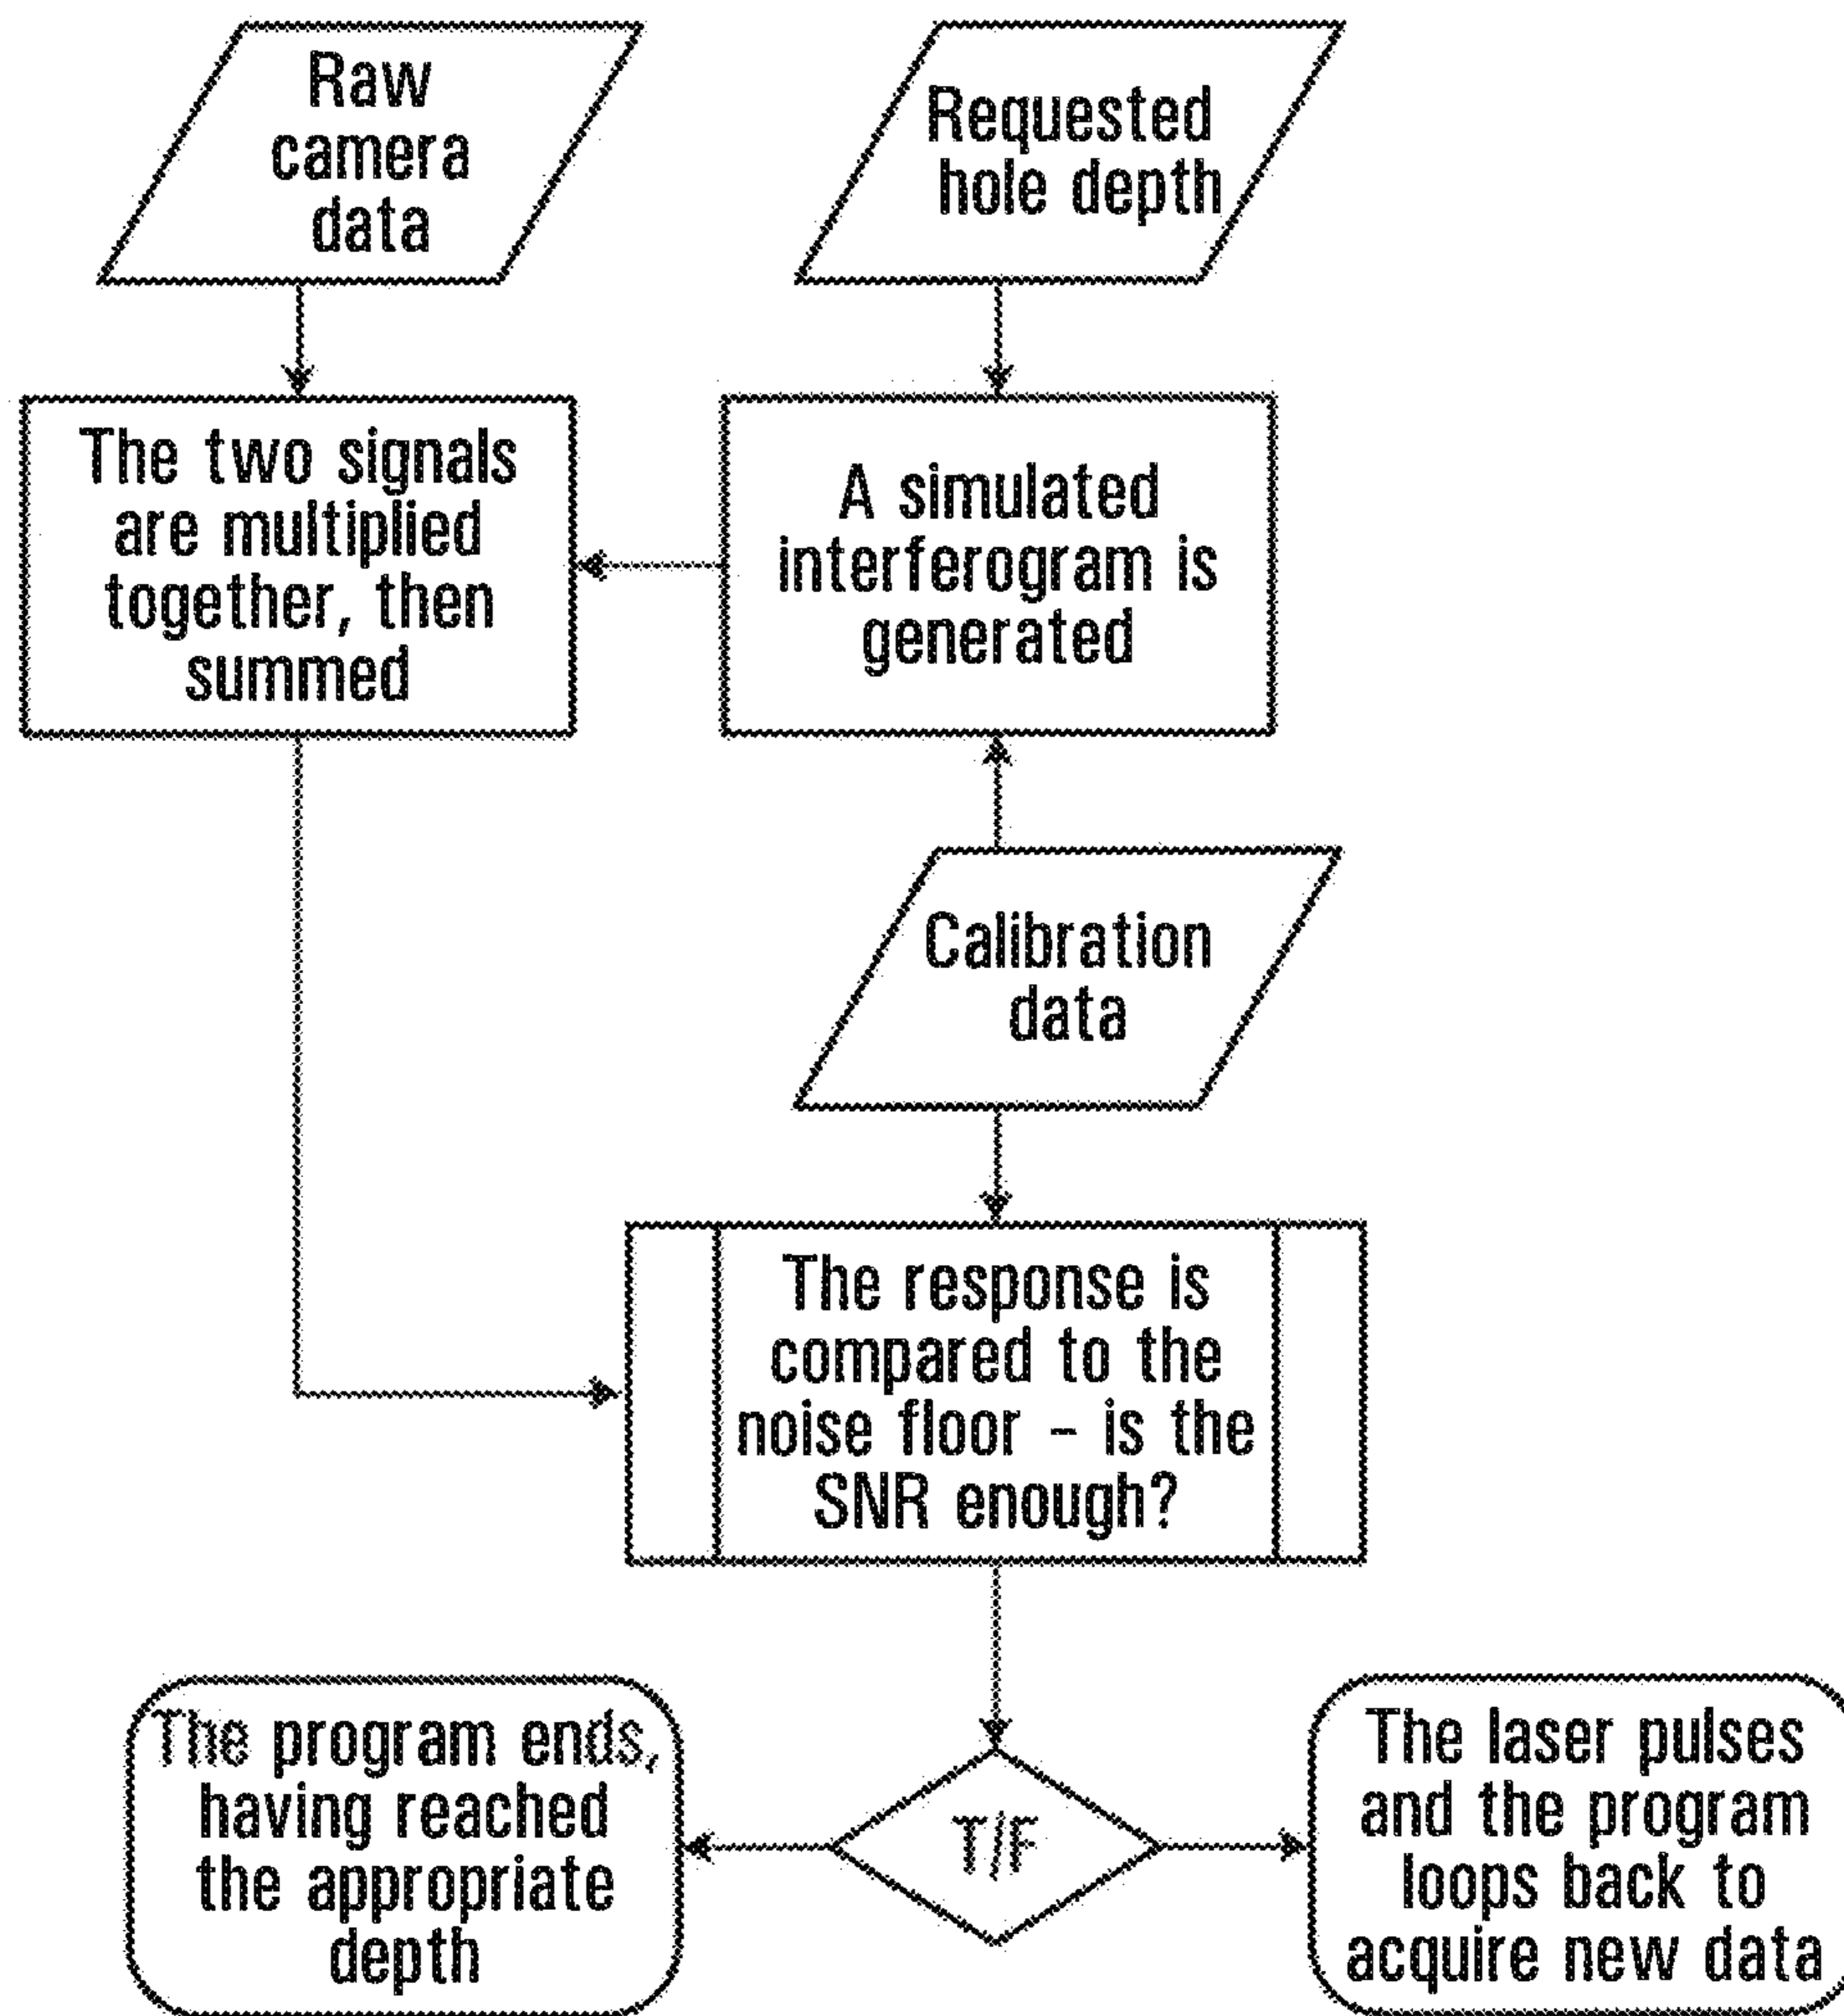 Raw
camera
data
Requested
hole depth
The two signals
are multiplied
together, then
summed
A simulated
interferogram is
generated
Calibration
data
The response is
compared to the
noise floor - is the
SNR enough?
The program ends,
having reached
the appropriate
depth
T/F
The laser pulses
and the program
loops back to
acquire new data